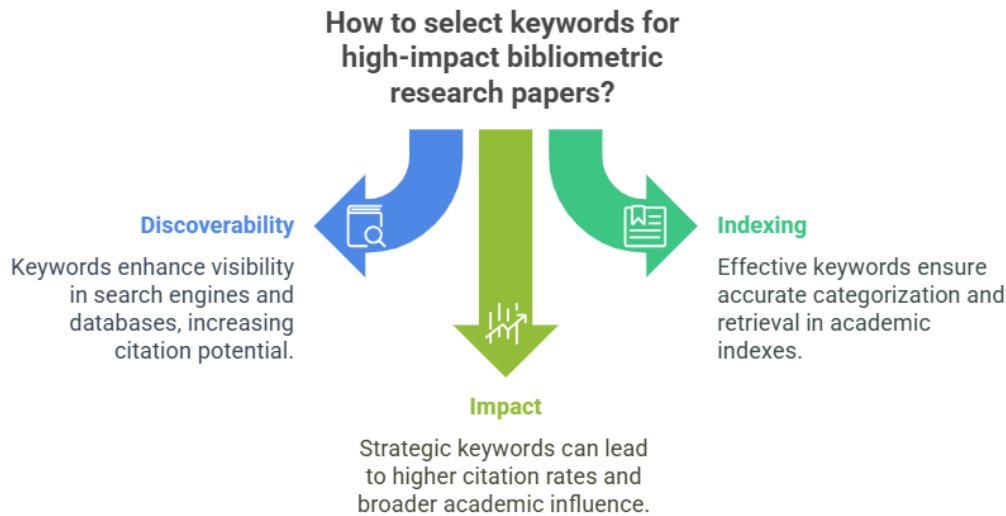 How to select keywords for
high-impact bibliometric
research papers?
Discoverability
Keywords enhance visibility
in search engines and
databases, increasing
citation potential.
Impact
Strategic keywords can lead
to higher citation rates and
broader academic influence.
Indexing
Effective keywords ensure
accurate categorization and
retrieval in academic
indexes.